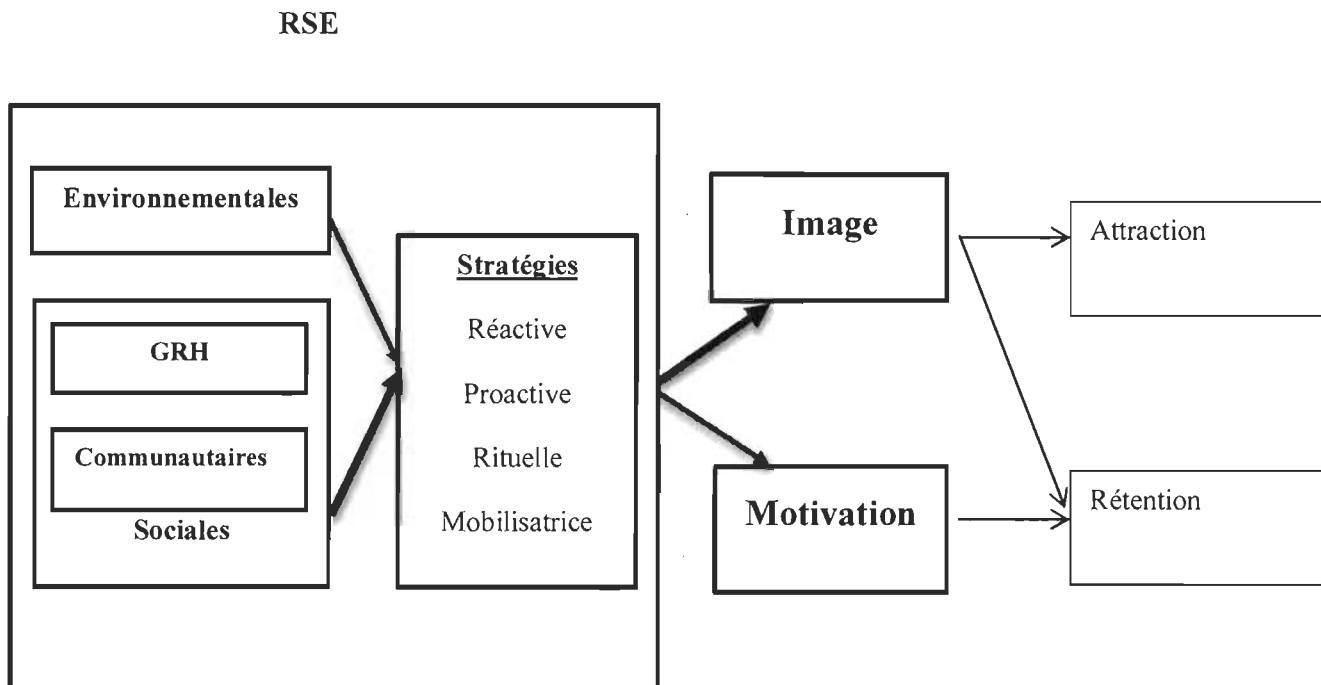 RSE
Environnementales
GRH
Communautaires
Sociales
Stratégies
Réactive
Proactive
Rituelle
Mobilisatrice
Image
Motivation
Attraction
Rétention